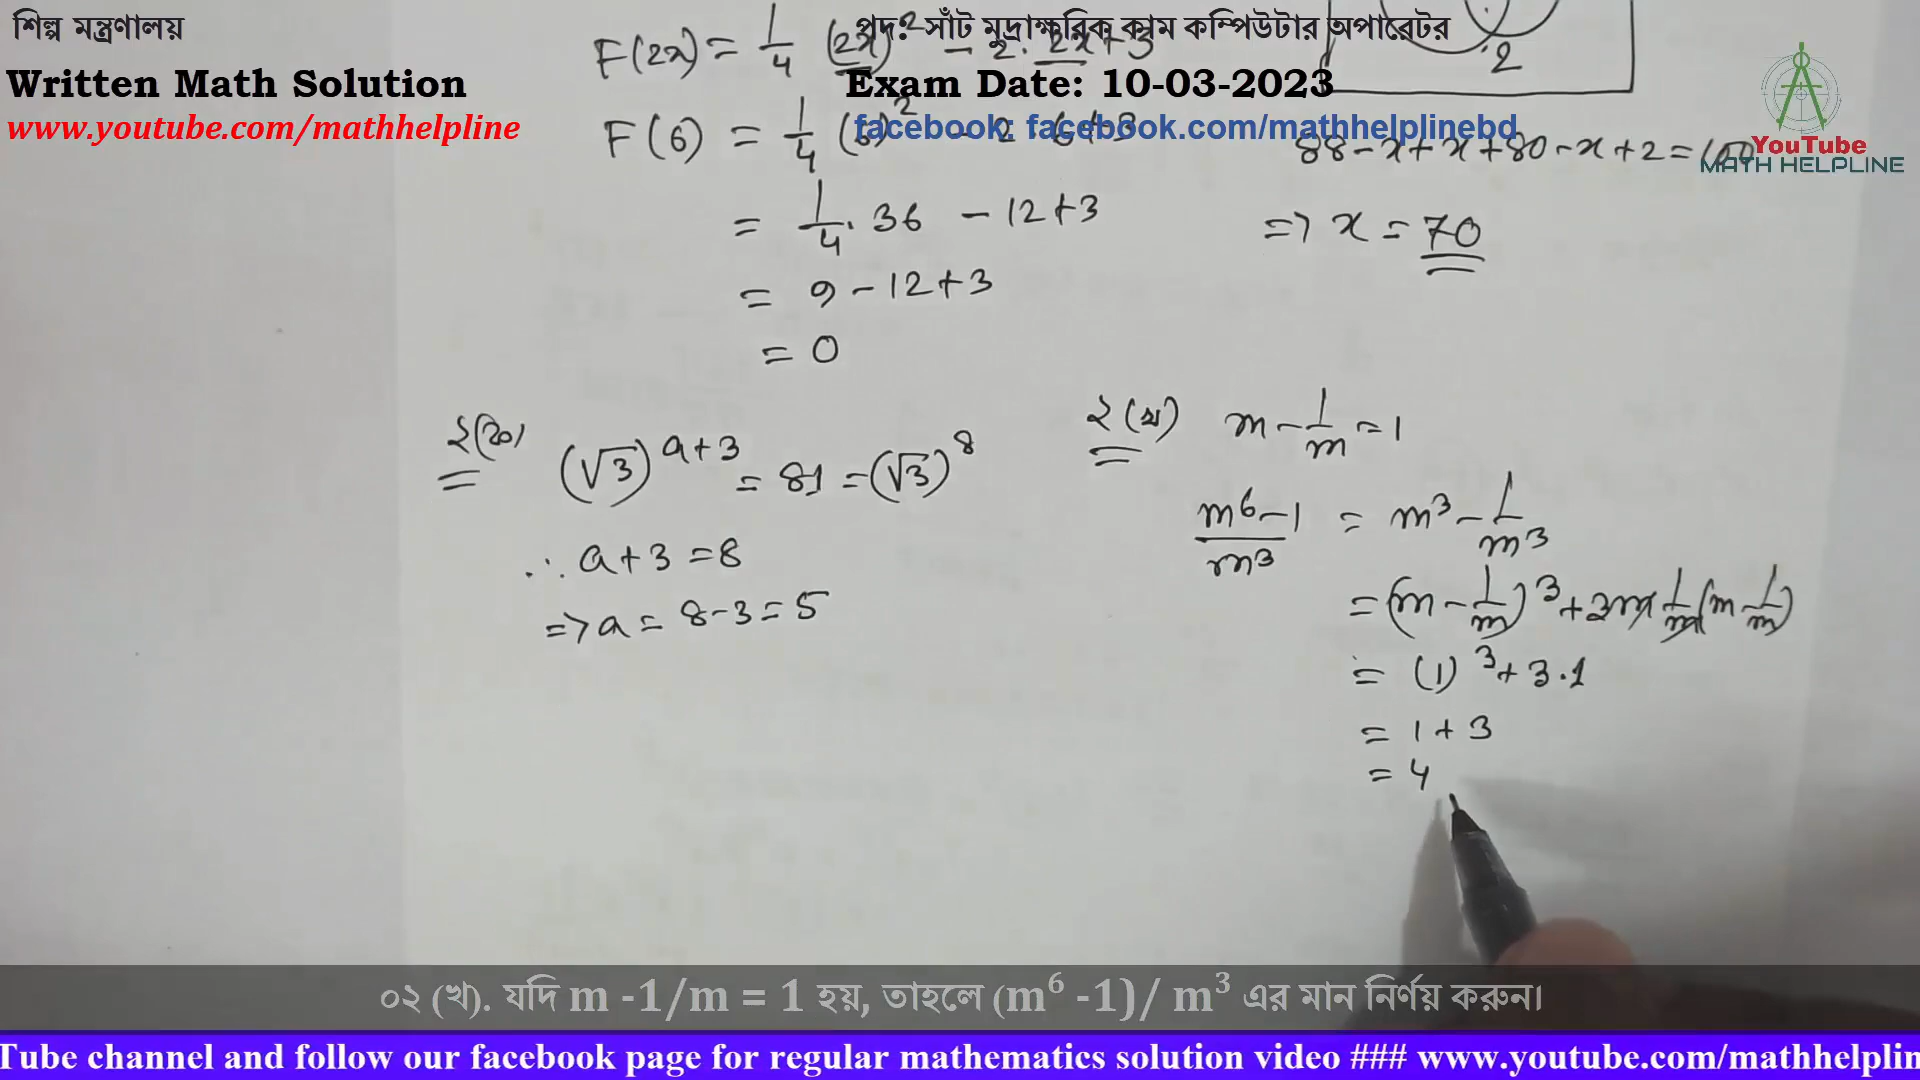 শিল্প মন্ত্রণালয়
পদ: সাঁট মুদ্রাক্ষরিক কাম কম্পিউটার অপারেটর
Written Math Solution
Exam Date: 10-03-2023
www.youtube.com/mathhelpline
facebook: facebook.com/mathhelplinebd
YouTube
MATH HELPLINE
F(2x) = 1/4 (2x)² - 2. 2x+3
F(6) = 1/4 (6)² - 2 6+3
= 1/4 . 36 - 12+3
= 9 - 12+3
= 0
2
88-x+x+80-x+2=100
=> x = 70
২(ক) (√3)^(a+3) = 81 = (√3)^8
∴ a+3 = 8
=> a = 8-3 = 5
২(খ) m - 1/m = 1
(m⁶-1)/m³ = m³ - 1/m³
= (m - 1/m)³ + 3m 1/m (m - 1/m)
= (1)³ + 3.1
= 1+3
= 4
০২ (খ). যদি m -1/m = 1 হয়, তাহলে (m⁶ -1)/ m³ এর মান নির্ণয় করুন।
Tube channel and follow our facebook page for regular mathematics solution video ### www.youtube.com/mathhelplin